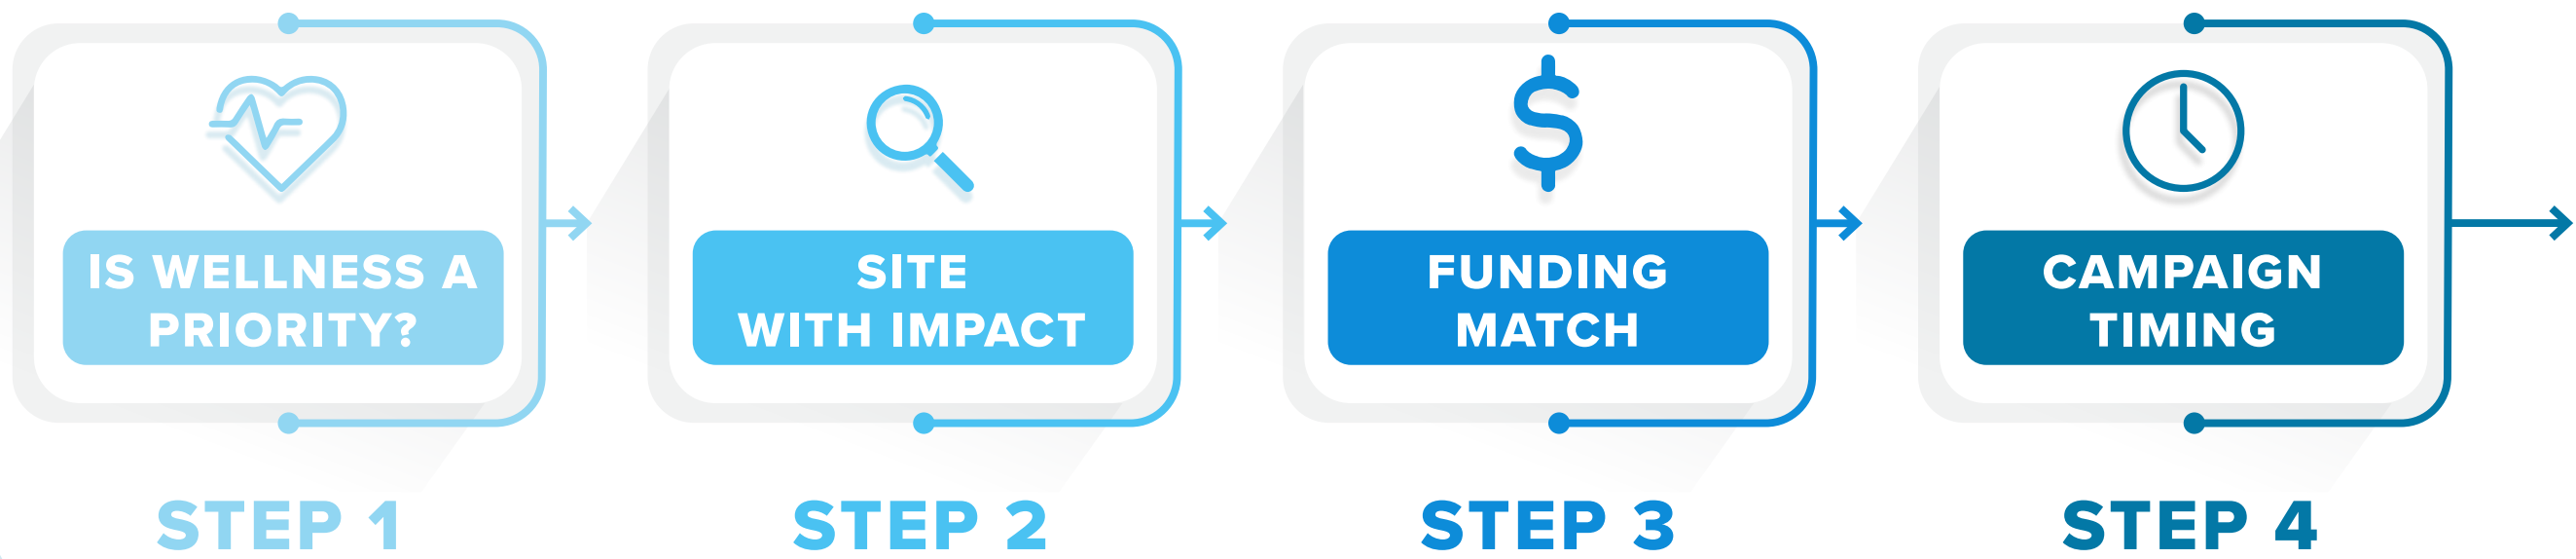 IS WELLNESS A
PRIORITY?
STEP 1
SITE
WITH IMPACT
STEP 2
$
FUNDING
MATCH
STEP 3
CAMPAIGN
TIMING
STEP 4